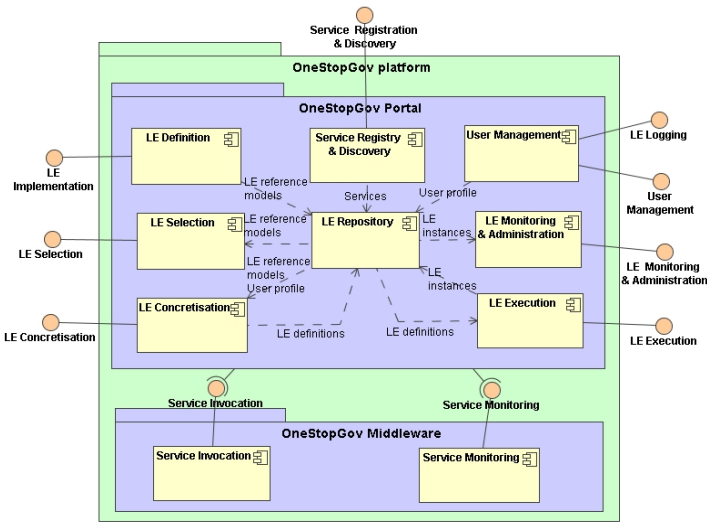 Service Registration
& Discovery
OneStopGov platform
OneStopGov Portal
LE Definition
Service Registry
& Discovery
User Management
LE Logging
LE
Implementation
LE reference
models
Services
User profile
User
Management
LE Selection
LE reference
models
LE Repository
LE
instances
LE Monitoring
& Administration
LE Selection
LE Monitoring
& Administration
LE reference
models
User profile
LE
instances
LE Concretisation
LE Execution
LE Concretisation
LE definitions
LE definitions
LE Execution
Service Invocation
Service Monitoring
OneStopGov Middleware
Service Invocation
Service Monitoring